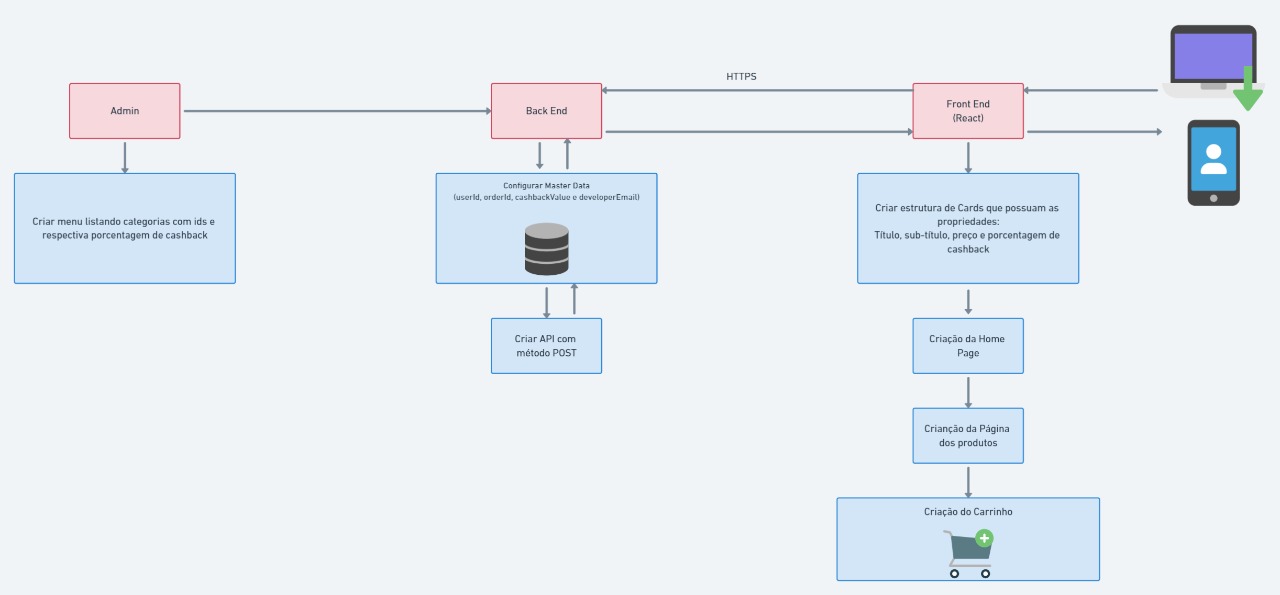 HTTPS
Admin
Back End
Front End
(React)
Criar menu listando categorias com ids e
respectiva porcentagem de cashback
Configurar Master Data
(userId, orderId, cashbackValue e developerEmail)
Criar estrutura de Cards que possuam as
propriedades:
Título, sub-título, preço e porcentagem de
cashback
Criar API com
método POST
Criação da Home
Page
Crianção da Página
dos produtos
Criação do Carrinho